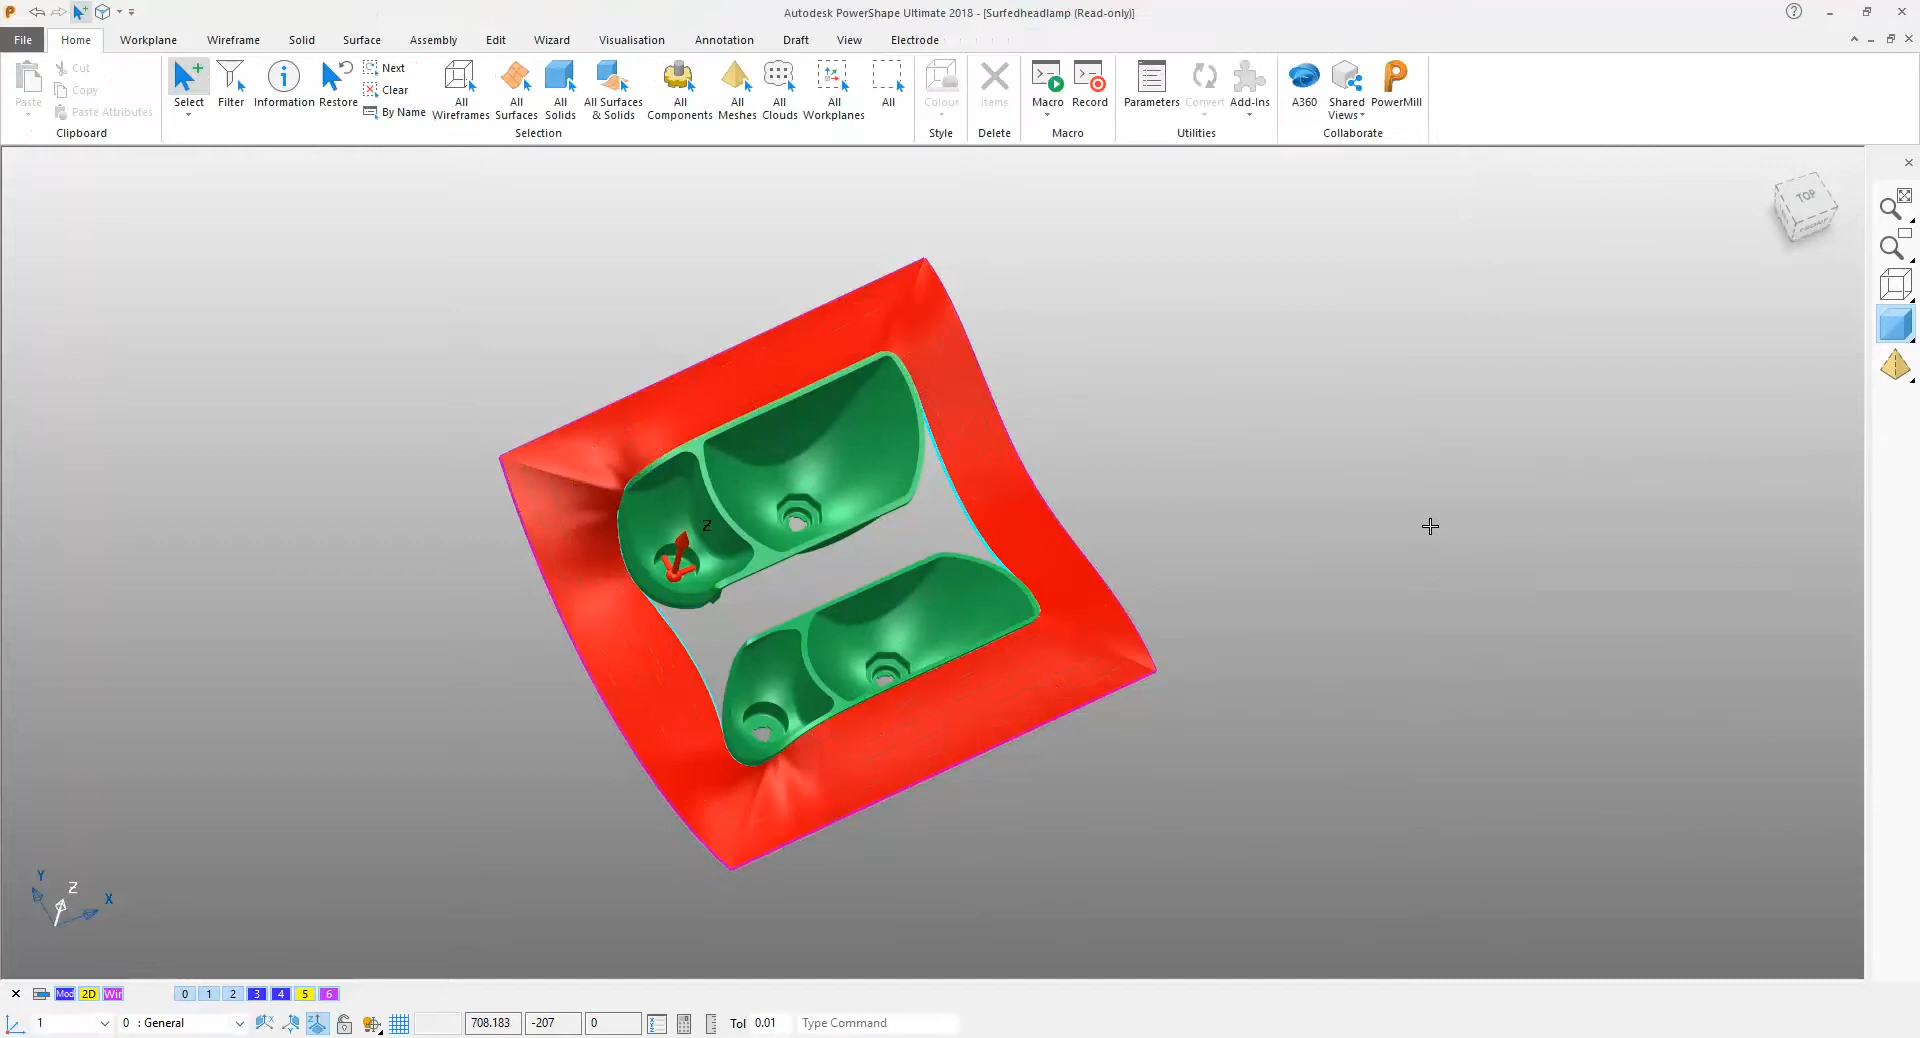 Autodesk PowerShape Ultimate 2018 - [Surfedheadlamp (Read-only)]
File Home Workplane Wireframe Solid Surface Assembly Edit Wizard Visualisation Annotation Draft View Electrode
Paste
Cut
Copy
Paste Attributes
Clipboard
Select
Filter
Information
Restore
Next
Clear
By Name
All Wireframes
All Surfaces
All Solids
All Surfaces & Solids
All Components
All Meshes
All Clouds
All Workplanes
All
Selection
Colour
Style
Items
Delete
Macro
Record
Macro
Parameters
Convert
Add-Ins
Utilities
A360
Shared Views
PowerMill
Collaborate
TOP
FRONT
Z
Y
Z
X
Mod 2D Wir 0 1 2 3 4 5 6
1 0 : General 708.183 -207 0 Tol 0.01 Type Command